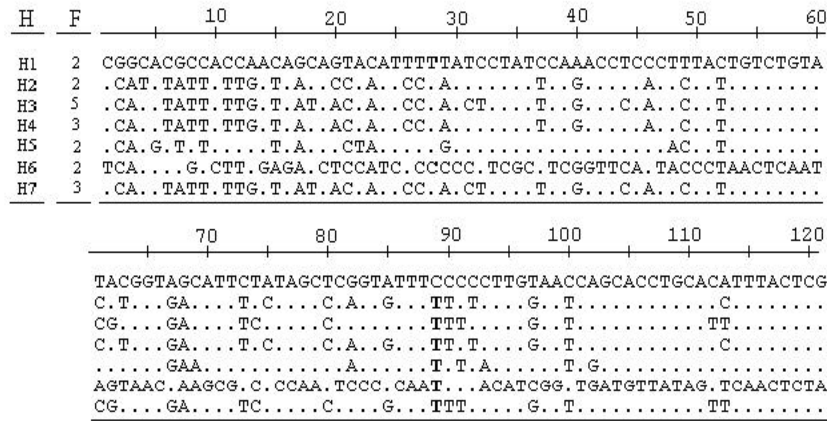 H F 10 20 30 40 50 60
H1 2 CGGCACGCCACCAACAGCAGTACATTTTTATCCTATCCAAACCTCCCTTTACTGTCTGTA
H2 2 .CAT.TATT.TTG.T.A..CC.A..CC.A.......T..G.....A..C..T........
H3 5 .CA..TATT.TTG.T.AT.AC.A..CC.A.CT....T..G...C.A..C..T........
H4 3 .CA..TATT.TTG.T.A..AC.A..CC.A.......T..G.....A..C..T........
H5 2 .CA.G.T.T.....T.A..CTA......G..................AC.T........
H6 2 TCA....G.CTT.GAGA.CTCCATC.CCCCC.TCGC.TCGGTTCA.TACCCTAACTCAAT
H7 3 .CA..TATT.TTG.T.AT.AC.A..CC.A.CT....T..G...C.A..C..T........
70 80 90 100 110 120
TACGGTAGCATTCTATAGCTCGGTATTTCCCCCTTGTAACCAGCACCTGCACATTTACTCG
C.T...GA....T.C....C.A..G...TT.T....G..T............C........
CG....GA....TC.....C........TTT.....G..T...........TT........
C.T...GA....T.C....C.A..G...TT.T....G..T............C........
......GAA............A......T.T.A......T.G...................
AGTAAC.AAGCG.C.CCAA.TCCC.CAAT...ACATCGG.TGATGTTATAG.TCAACTCTA
CG....GA....TC.....C....G...TTT.....G..T...........TT........